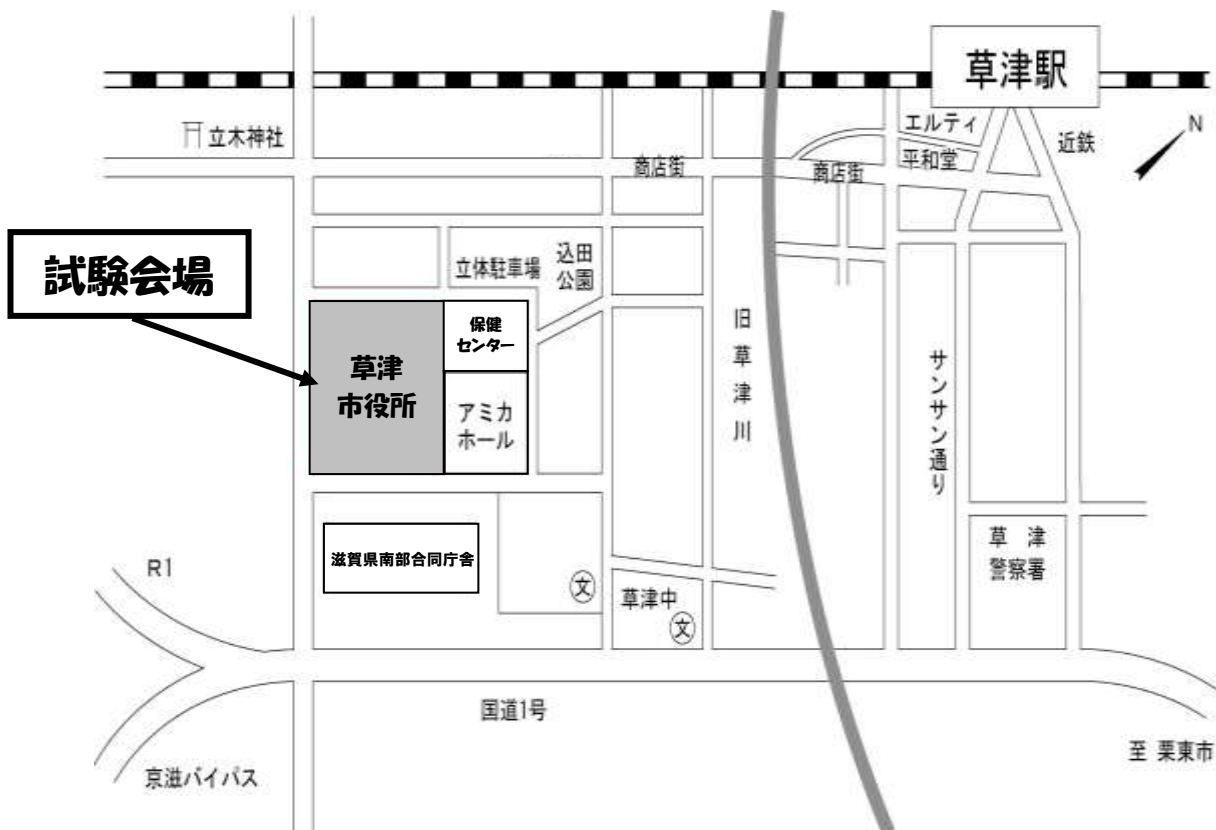 草津駅
N
エルティ
近鉄
立木神社
平和堂
商店街
商店街
試験会場
立体駐車場
込田
公園
保健
センター
草津
市役所
旧草津川
アミカ
ホール
サンサン通り
滋賀県南部合同庁舎
草津
警察署
R1
文
草津中
文
国道1号
至 栗東市
京滋バイパス